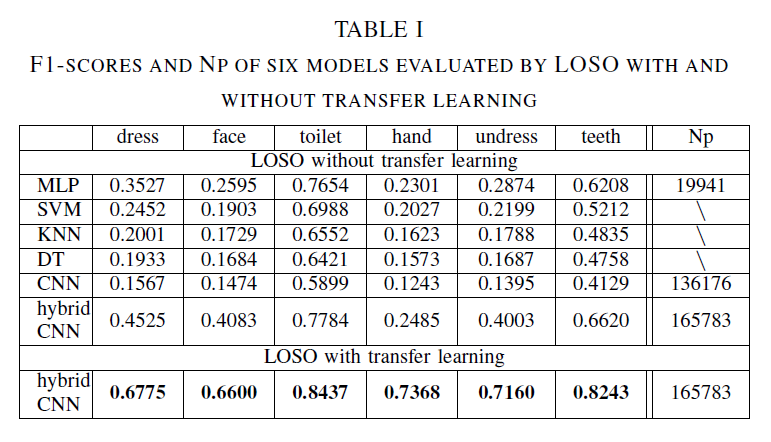 TABLE I
F1-SCORES AND NP OF SIX MODELS EVALUATED BY LOSO WITH AND
WITHOUT TRANSFER LEARNING
dress face toilet hand undress teeth Np
LOSO without transfer learning
MLP 0.3527 0.2595 0.7654 0.2301 0.2874 0.6208 19941
SVM 0.2452 0.1903 0.6988 0.2027 0.2199 0.5212 \
KNN 0.2001 0.1729 0.6552 0.1623 0.1788 0.4835 \
DT 0.1933 0.1684 0.6421 0.1573 0.1687 0.4758 \
CNN 0.1567 0.1474 0.5899 0.1243 0.1395 0.4129 136176
hybrid
CNN 0.4525 0.4083 0.7784 0.2485 0.4003 0.6620 165783
LOSO with transfer learning
hybrid
CNN 0.6775 0.6600 0.8437 0.7368 0.7160 0.8243 165783